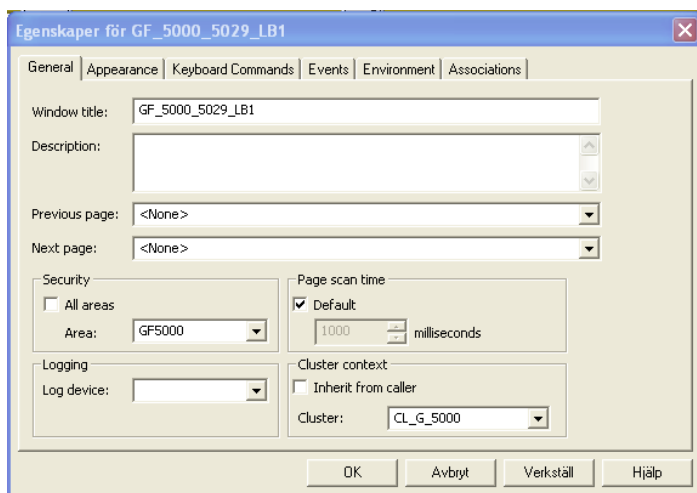 Egenskaper för GF_5000_5029_LB1
General Appearance Keyboard Commands Events Environment Associations
Window title: GF_5000_5029_LB1
Description:
Previous page: <None>
Next page: <None>
Security
All areas
Area: GF5000
Page scan time
Default
1000 milliseconds
Logging
Log device:
Cluster context
Inherit from caller
Cluster: CL_G_5000
OK Avbryt Verkställ Hjälp